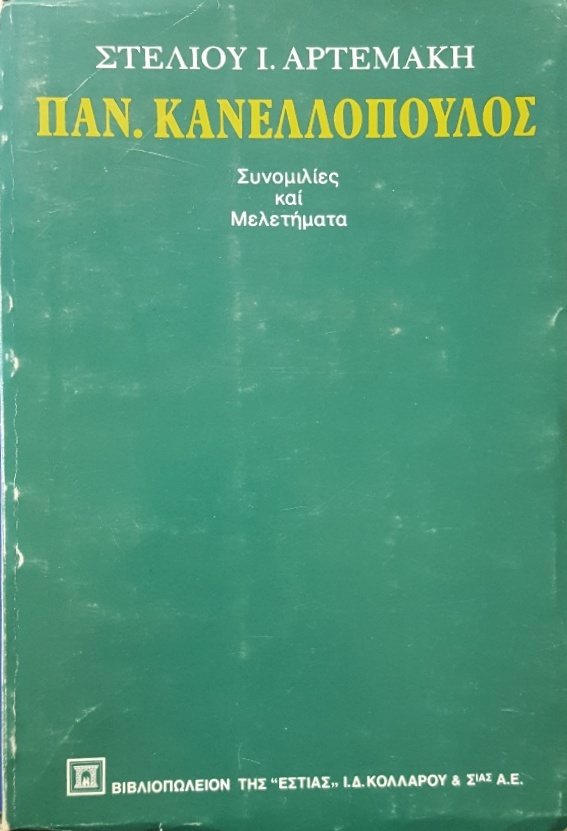 ΣΤΕΛΙΟΥ Ι. ΑΡΤΕΜΑΚΗ
ΠΑΝ. ΚΑΝΕΛΛΟΠΟΥΛΟΣ
Συνομιλίες
καί
Μελετήματα
ΒΙΒΛΙΟΠΩΛΕΙΟΝ ΤΗΣ "ΕΣΤΙΑΣ„ Ι.Δ. ΚΟΛΛΑΡΟΥ & ΣΙΑΣ Α.Ε.